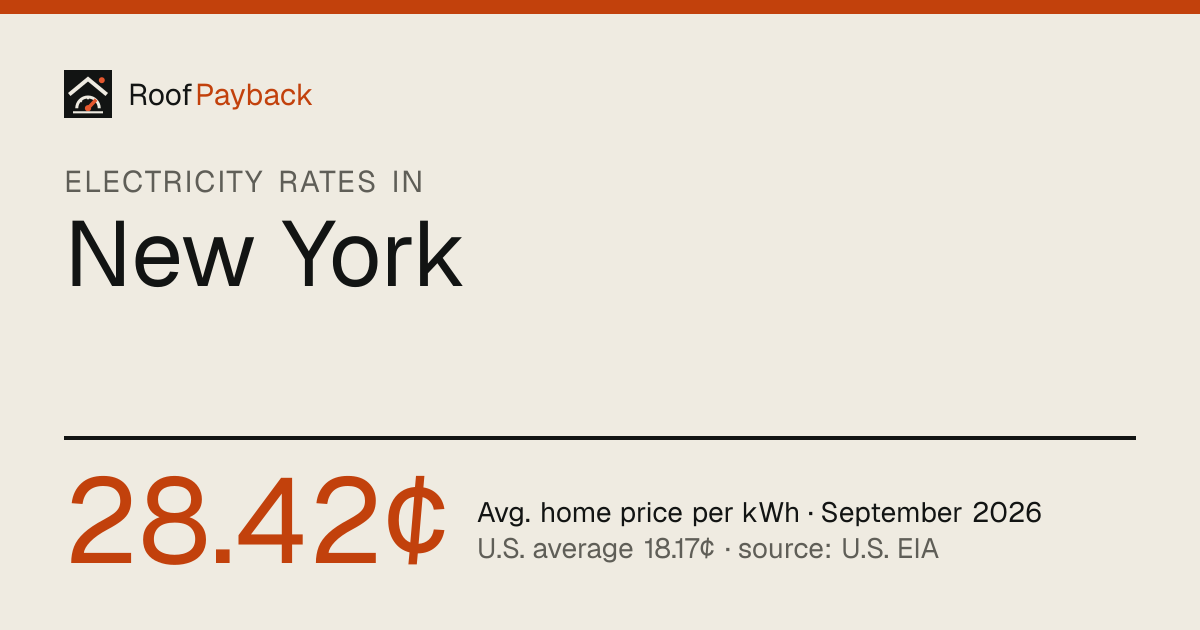 RoofPayback
ELECTRICITY RATES IN
New York
28.42¢
Avg. home price per kWh · September 2026
U.S. average 18.17¢ · source: U.S. EIA